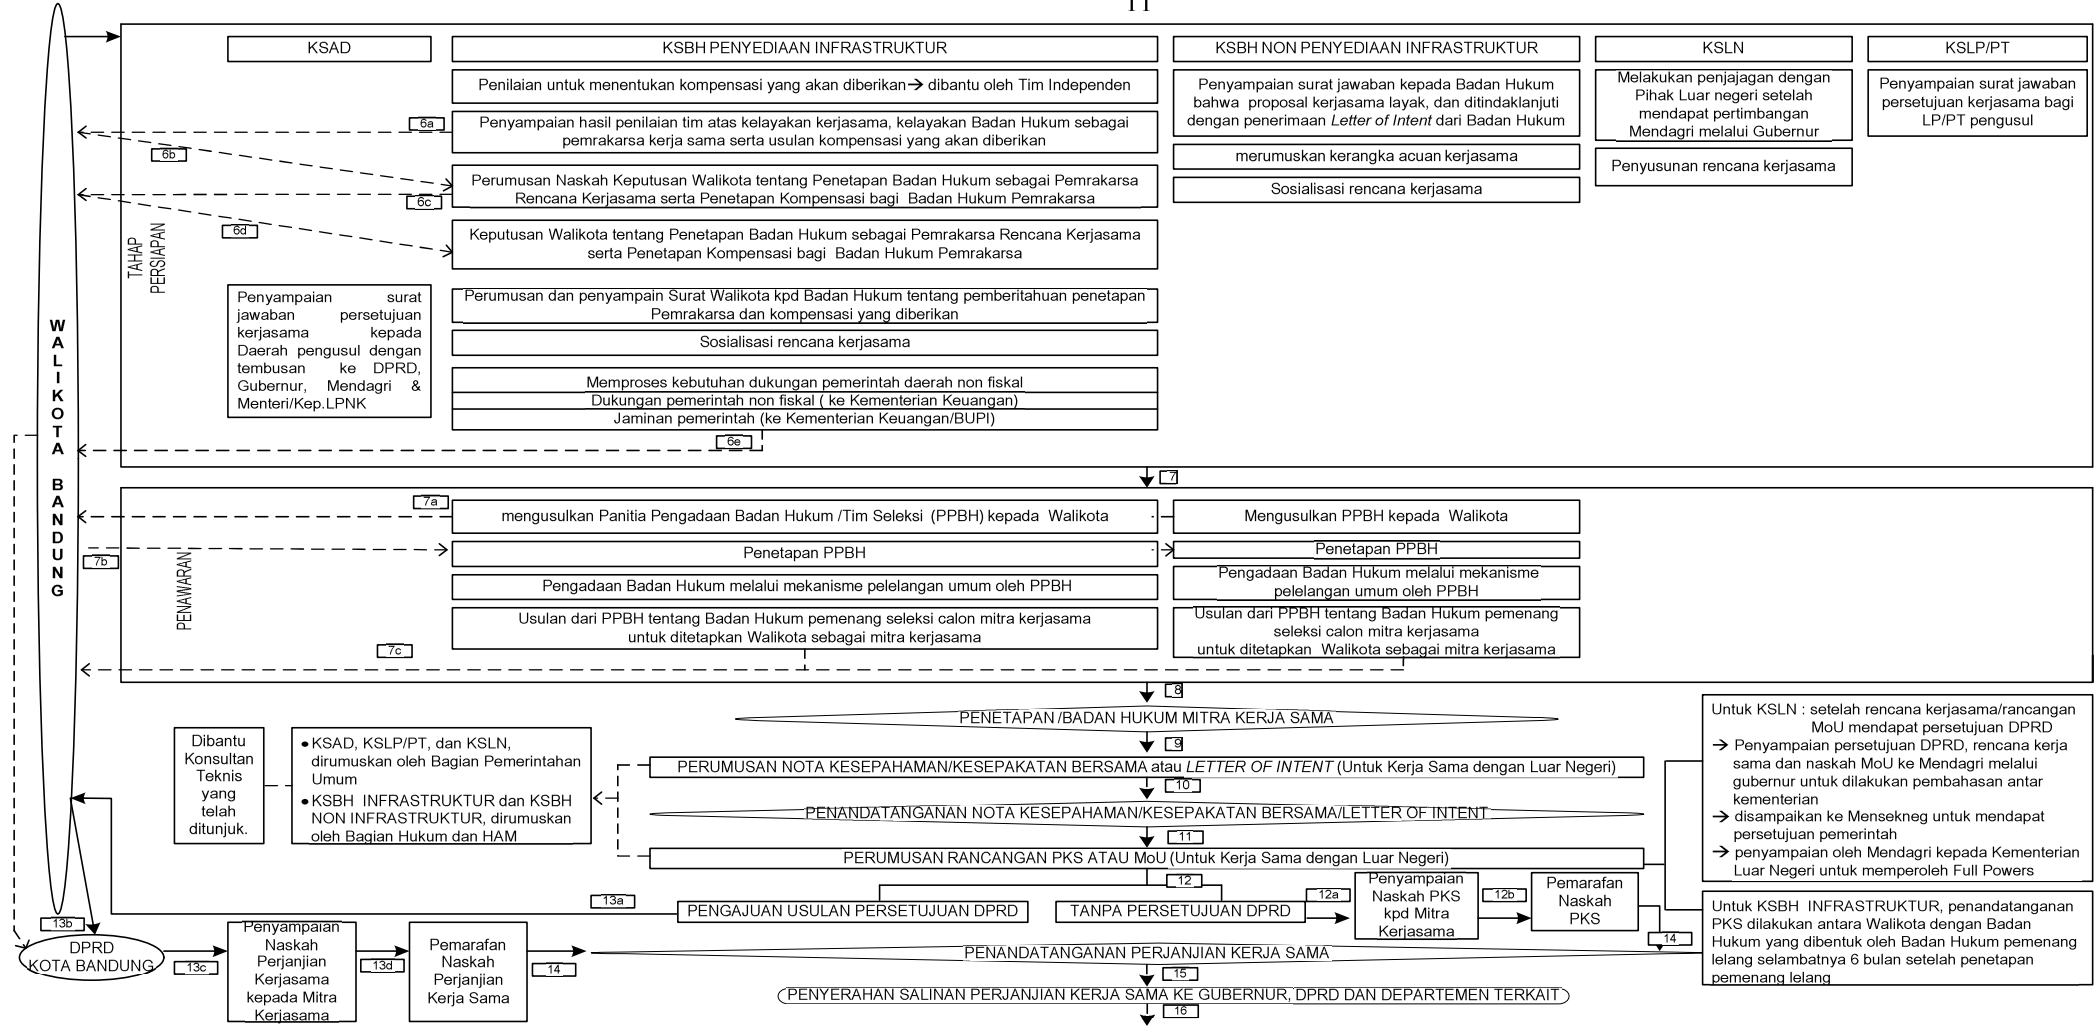 11
KSAD
KSBH PENYEDIAAN INFRASTRUKTUR
KSBH NON PENYEDIAAN INFRASTRUKTUR
KSLN
KSLP/PT
Penilaian untuk menentukan kompensasi yang akan diberikan→ dibantu oleh Tim Independen
Penyampaian surat jawaban kepada Badan Hukum
bahwa proposal kerjasama layak, dan ditindaklanjuti
dengan penerimaan Letter of Intent dari Badan Hukum
Melakukan penjajagan dengan
Pihak Luar negeri setelah
mendapat pertimbangan
Mendagri melalui Gubernur
Penyampaian surat jawaban
persetujuan kerjasama bagi
LP/PT pengusul
6a
Penyampaian hasil penilaian tim atas kelayakan kerjasama, kelayakan Badan Hukum sebagai
pemrakarsa kerja sama serta usulan kompensasi yang akan diberikan
6b
merumuskan kerangka acuan kerjasama
Penyusunan rencana kerjasama
Perumusan Naskah Keputusan Walikota tentang Penetapan Badan Hukum sebagai Pemrakarsa
Rencana Kerjasama serta Penetapan Kompensasi bagi Badan Hukum Pemrakarsa
6c
Sosialisasi rencana kerjasama
6d
Keputusan Walikota tentang Penetapan Badan Hukum sebagai Pemrakarsa Rencana Kerjasama
serta Penetapan Kompensasi bagi Badan Hukum Pemrakarsa
TAHAP
PERSIAPAN
Penyampaian surat
jawaban persetujuan
kerjasama kepada
Daerah pengusul dengan
tembusan ke DPRD,
Gubernur, Mendagri &
Menteri/Kep.LPNK
Perumusan dan penyampain Surat Walikota kpd Badan Hukum tentang pemberitahuan penetapan
Pemrakarsa dan kompensasi yang diberikan
Sosialisasi rencana kerjasama
Memproses kebutuhan dukungan pemerintah daerah non fiskal
Dukungan pemerintah non fiskal ( ke Kementerian Keuangan)
Jaminan pemerintah (ke Kementerian Keuangan/BUPI)
6e
WALIKOTA BANDUNG
7
7a
mengusulkan Panitia Pengadaan Badan Hukum /Tim Seleksi (PPBH) kepada Walikota
Mengusulkan PPBH kepada Walikota
7b
Penetapan PPBH
Penetapan PPBH
PENAWARAN
Pengadaan Badan Hukum melalui mekanisme pelelangan umum oleh PPBH
Pengadaan Badan Hukum melalui mekanisme
pelelangan umum oleh PPBH
Usulan dari PPBH tentang Badan Hukum pemenang seleksi calon mitra kerjasama
untuk ditetapkan Walikota sebagai mitra kerjasama
Usulan dari PPBH tentang Badan Hukum pemenang
seleksi calon mitra kerjasama
untuk ditetapkan Walikota sebagai mitra kerjasama
7c
8
PENETAPAN /BADAN HUKUM MITRA KERJA SAMA
9
Dibantu
Konsultan
Teknis
yang
telah
ditunjuk.
• KSAD, KSLP/PT, dan KSLN,
dirumuskan oleh Bagian Pemerintahan
Umum
• KSBH INFRASTRUKTUR dan KSBH
NON INFRASTRUKTUR, dirumuskan
oleh Bagian Hukum dan HAM
PERUMUSAN NOTA KESEPAHAMAN/KESEPAKATAN BERSAMA atau LETTER OF INTENT (Untuk Kerja Sama dengan Luar Negeri)
10
PENANDATANGANAN NOTA KESEPAHAMAN/KESEPAKATAN BERSAMA/LETTER OF INTENT
11
PERUMUSAN RANCANGAN PKS ATAU MoU (Untuk Kerja Sama dengan Luar Negeri)
Untuk KSLN : setelah rencana kerjasama/rancangan
MoU mendapat persetujuan DPRD
→ Penyampaian persetujuan DPRD, rencana kerja
sama dan naskah MoU ke Mendagri melalui
gubernur untuk dilakukan pembahasan antar
kementerian
→ disampaikan ke Mensekneg untuk mendapat
persetujuan pemerintah
→ penyampaian oleh Mendagri kepada Kementerian
Luar Negeri untuk memperoleh Full Powers
12
13a
PENGAJUAN USULAN PERSETUJUAN DPRD
TANPA PERSETUJUAN DPRD
12a
Penyampaian
Naskah PKS
kpd Mitra
Kerjasama
12b
Pemarafan
Naskah
PKS
14
Untuk KSBH INFRASTRUKTUR, penandatanganan
PKS dilakukan antara Walikota dengan Badan
Hukum yang dibentuk oleh Badan Hukum pemenang
lelang selambatnya 6 bulan setelah penetapan
pemenang lelang
13b
DPRD
KOTA BANDUNG
13c
Penyampaian
Naskah
Perjanjian
Kerjasama
kepada Mitra
Kerjasama
13d
Pemarafan
Naskah
Perjanjian
Kerja Sama
14
PENANDATANGANAN PERJANJIAN KERJA SAMA
15
PENYERAHAN SALINAN PERJANJIAN KERJA SAMA KE GUBERNUR, DPRD DAN DEPARTEMEN TERKAIT
16